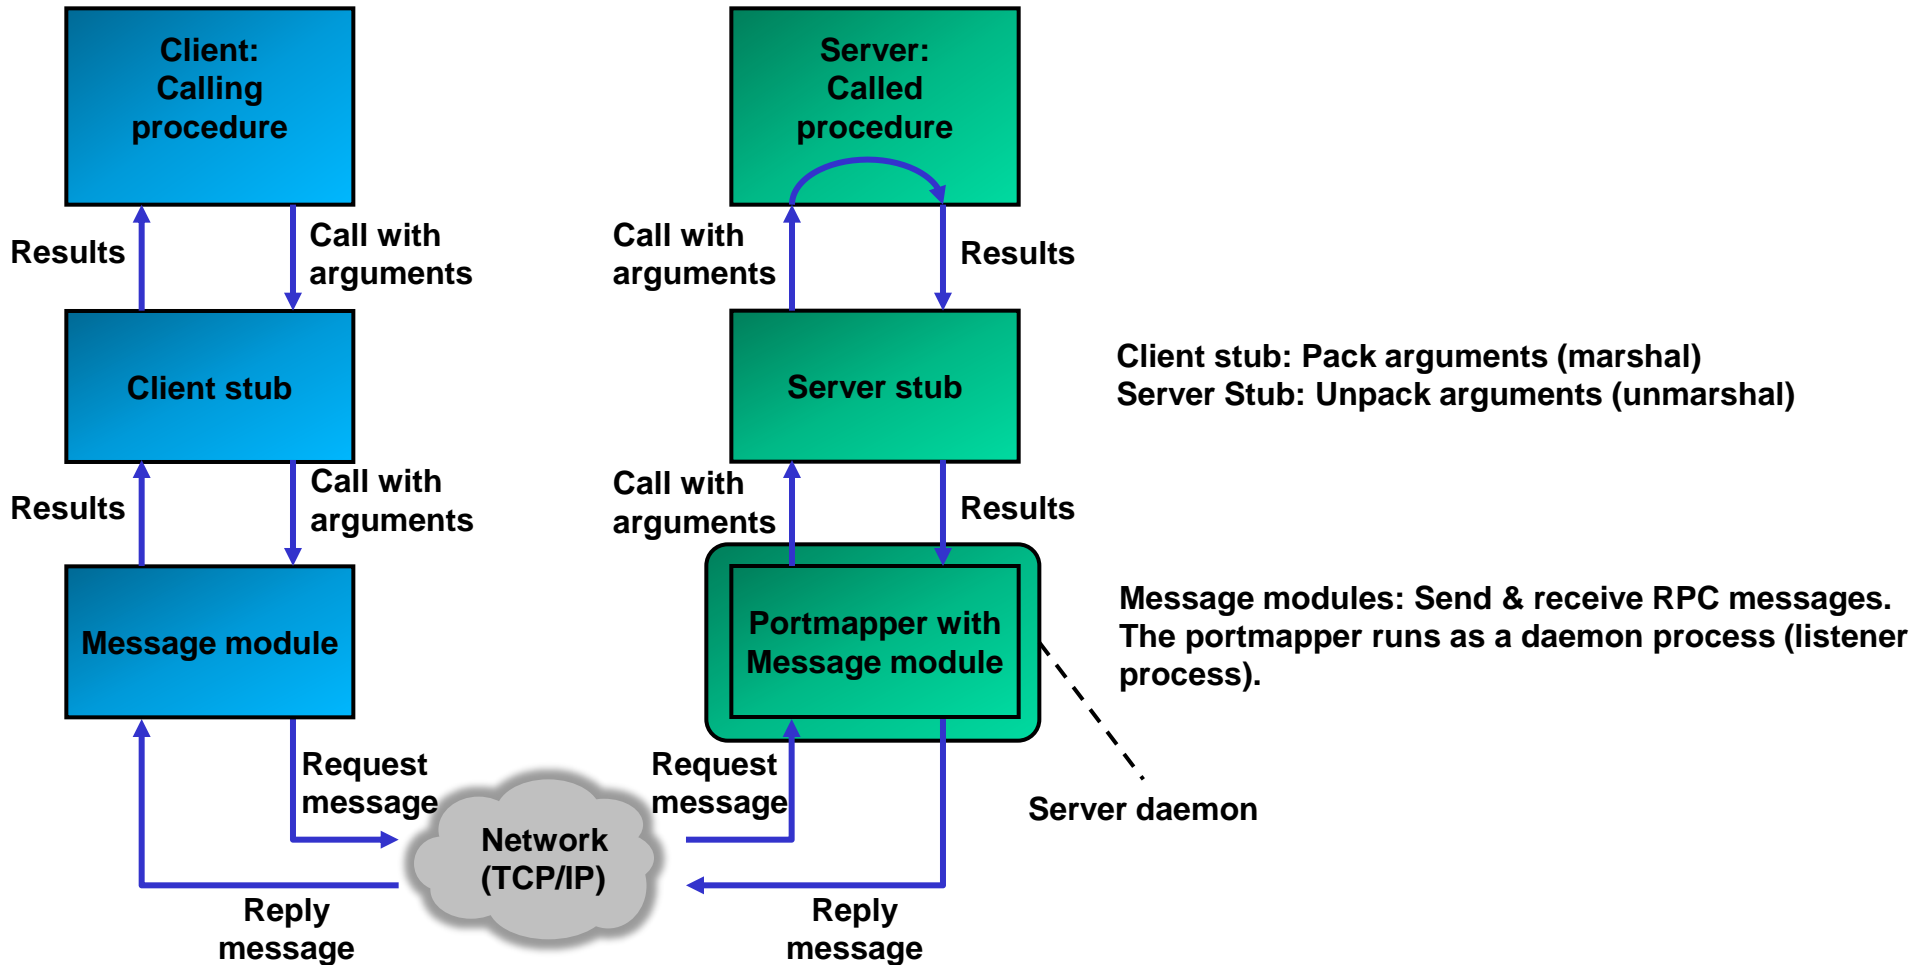 Client:
Calling
procedure
Server:
Called
procedure
Results
Call with
arguments
Call with
arguments
Results
Client stub
Server stub
Client stub: Pack arguments (marshal)
Server Stub: Unpack arguments (unmarshal)
Results
Call with
arguments
Call with
arguments
Results
Message module
Portmapper with
Message module
Message modules: Send & receive RPC messages.
The portmapper runs as a daemon process (listener
process).
Request
message
Network
(TCP/IP)
Request
message
Server daemon
Reply
message
Reply
message